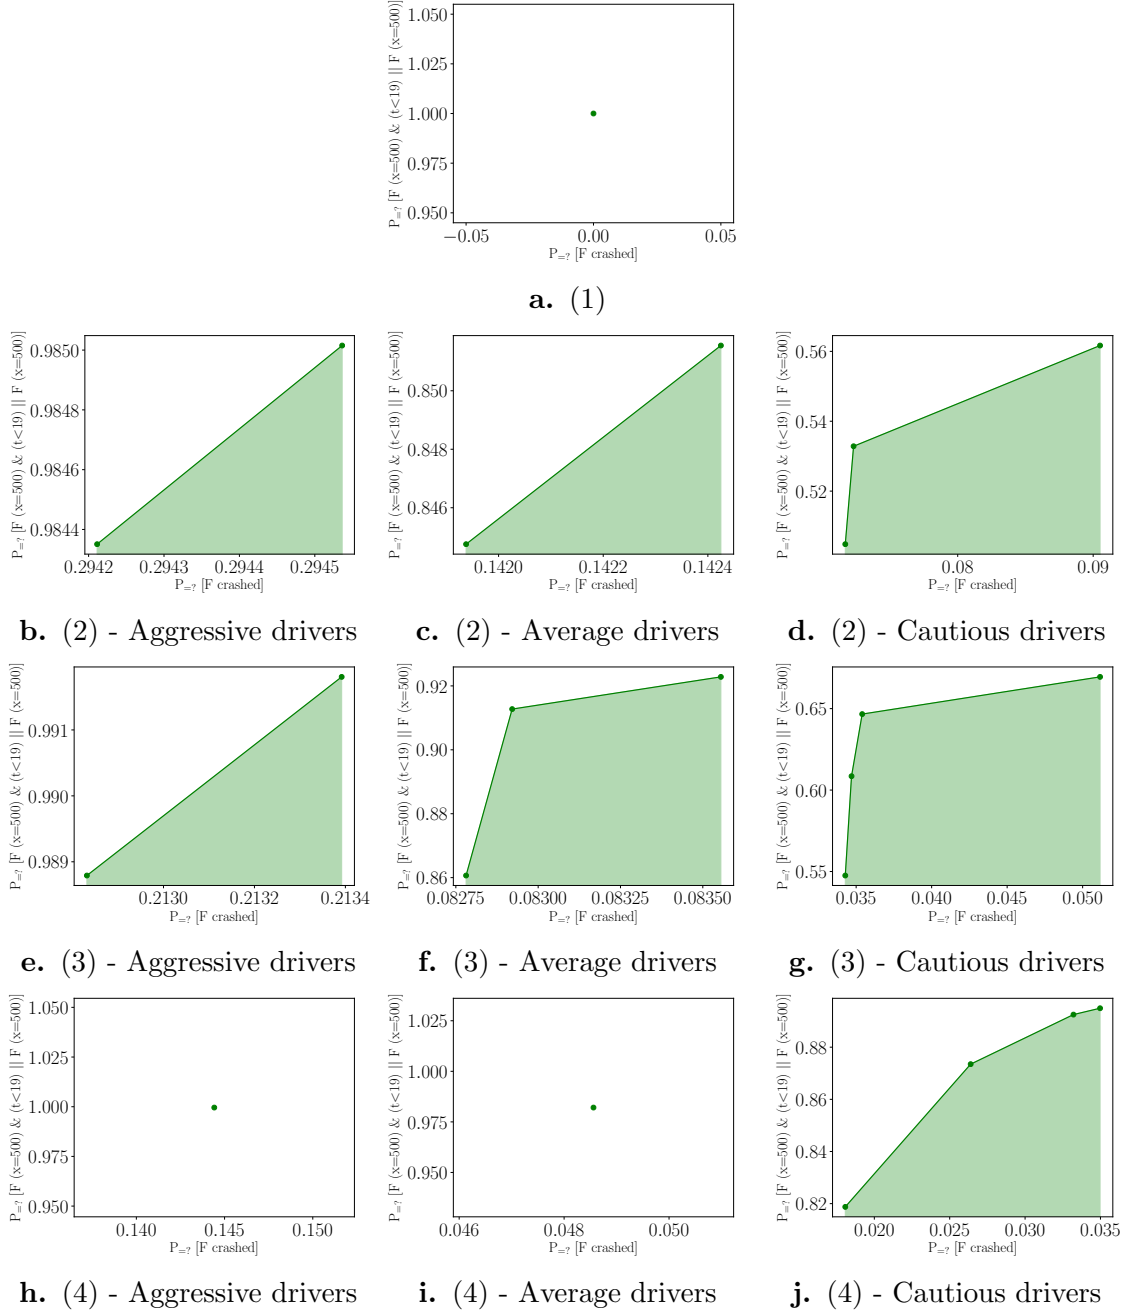 P=? [F (x=500) & (t<19) || F (x=500)]
1.050
1.025
1.000
0.975
0.950
−0.05 0.00 0.05
P=? [F crashed]
a. (1)
P=? [F (x=500) & (t<19) || F (x=500)]
0.9850
0.9848
0.9846
0.9844
0.2942 0.2943 0.2944 0.2945
P=? [F crashed]
b. (2) - Aggressive drivers
P=? [F (x=500) & (t<19) || F (x=500)]
0.850
0.848
0.846
0.1420 0.1422 0.1424
P=? [F crashed]
c. (2) - Average drivers
P=? [F (x=500) & (t<19) || F (x=500)]
0.56
0.54
0.52
0.08 0.09
P=? [F crashed]
d. (2) - Cautious drivers
P=? [F (x=500) & (t<19) || F (x=500)]
0.991
0.990
0.989
0.2130 0.2132 0.2134
P=? [F crashed]
e. (3) - Aggressive drivers
P=? [F (x=500) & (t<19) || F (x=500)]
0.92
0.90
0.88
0.86
0.08275 0.08300 0.08325 0.08350
P=? [F crashed]
f. (3) - Average drivers
P=? [F (x=500) & (t<19) || F (x=500)]
0.65
0.60
0.55
0.035 0.040 0.045 0.050
P=? [F crashed]
g. (3) - Cautious drivers
P=? [F (x=500) & (t<19) || F (x=500)]
1.050
1.025
1.000
0.975
0.950
0.140 0.145 0.150
P=? [F crashed]
h. (4) - Aggressive drivers
P=? [F (x=500) & (t<19) || F (x=500)]
1.025
1.000
0.975
0.950
0.046 0.048 0.050
P=? [F crashed]
i. (4) - Average drivers
P=? [F (x=500) & (t<19) || F (x=500)]
0.88
0.86
0.84
0.82
0.020 0.025 0.030 0.035
P=? [F crashed]
j. (4) - Cautious drivers